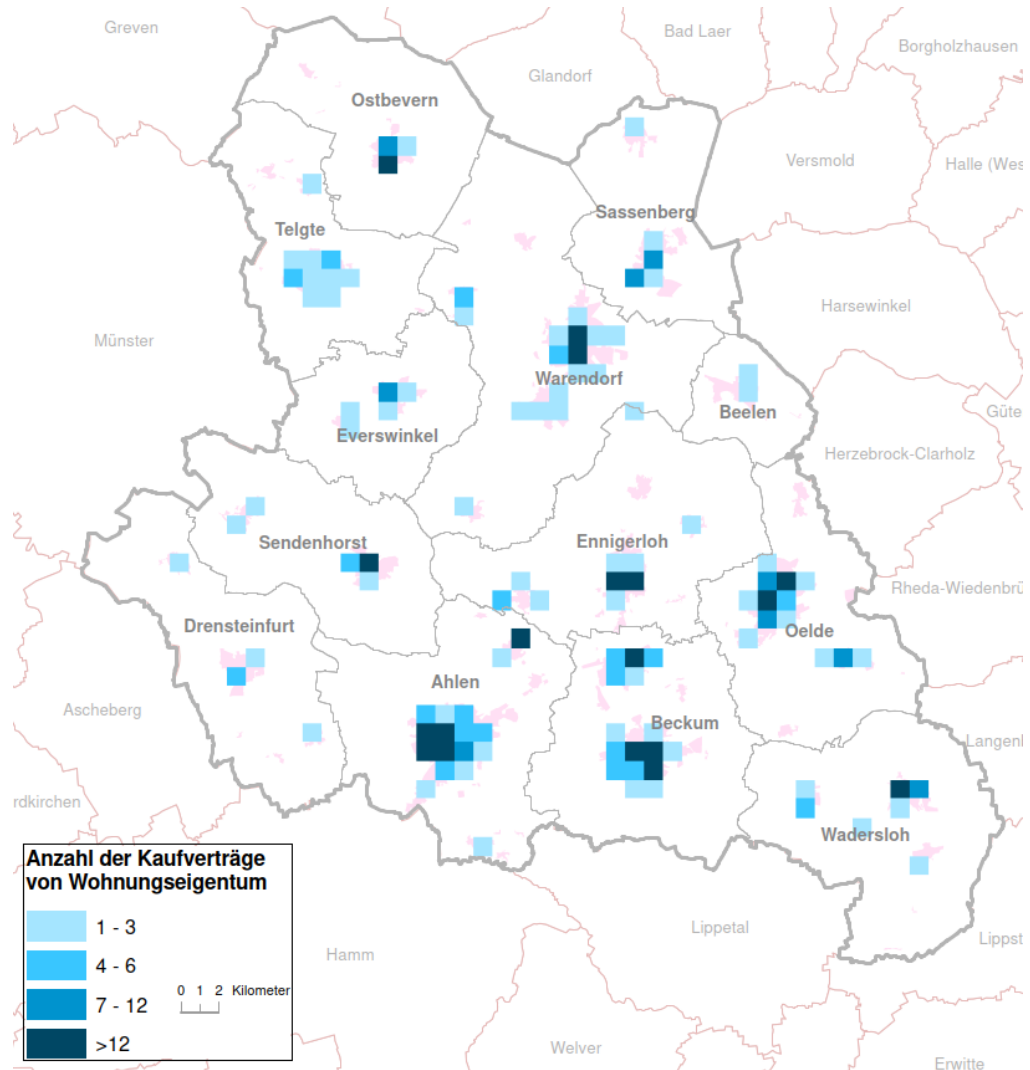 Greven
Bad Laer
Borgholzhausen
Glandorf
Ostbevern
Versmold
Halle (Wes
Sassenberg
Telgte
Harsewinkel
Münster
Warendorf
Beelen
Güte
Everswinkel
Herzebrock-Clarholz
Sendenhorst
Ennigerloh
Rheda-Wiedenbrü
Drensteinfurt
Oelde
Ahlen
Ascheberg
Beckum
Langenb
rdkirchen
Wadersloh
Anzahl der Kaufverträge
von Wohnungseigentum
1 - 3
4 - 6
7 - 12
>12
0 1 2 Kilometer
Lippetal
Lippst
Hamm
Welver
Erwitte